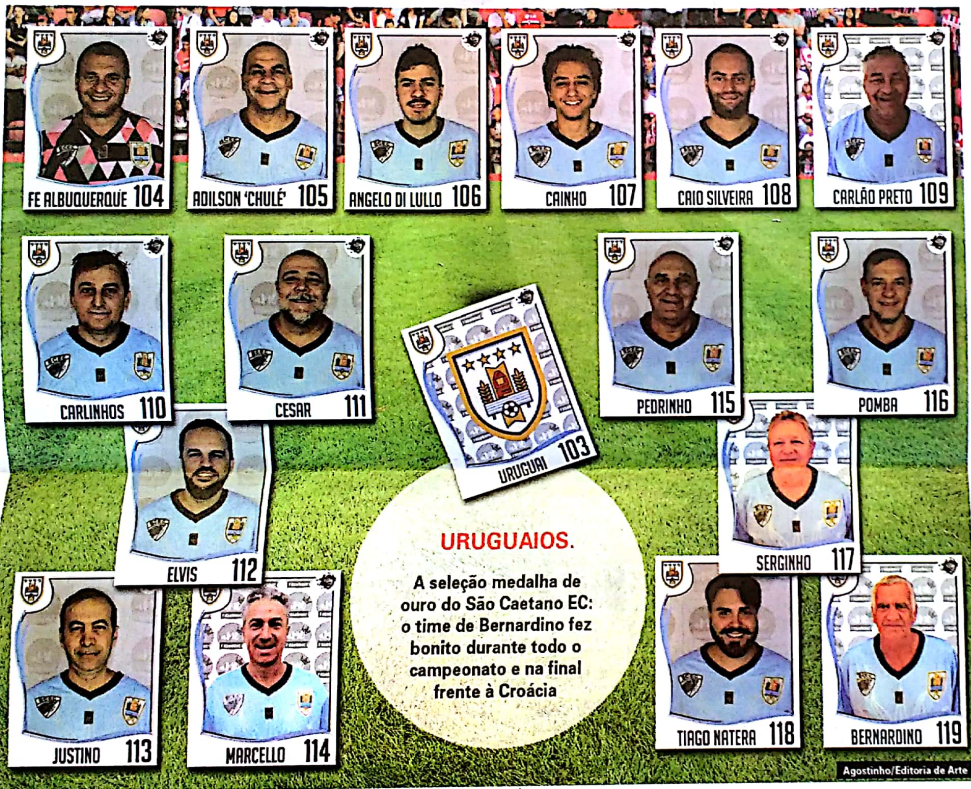 FE ALBUQUERQUE 104
ADILSON 'CHULÉ' 105
ANGELO DI LULLO 106
CAINHO 107
CAIO SILVEIRA 108
CARLÃO PRETO 109
CARLINHOS 110
CESAR 111
PEDRINHO 115
POMBA 116
URUGUAI 103
ELVIS 112
SERGINHO 117
URUGUAIOS.
A seleção medalha de
ouro do São Caetano EC:
o time de Bernardino fez
bonito durante todo o
campeonato e na final
frente à Croácia
JUSTINO 113
MARCELLO 114
TIAGO NATERA 118
BERNARDINO 119
Agostinho/Editoria de Arte